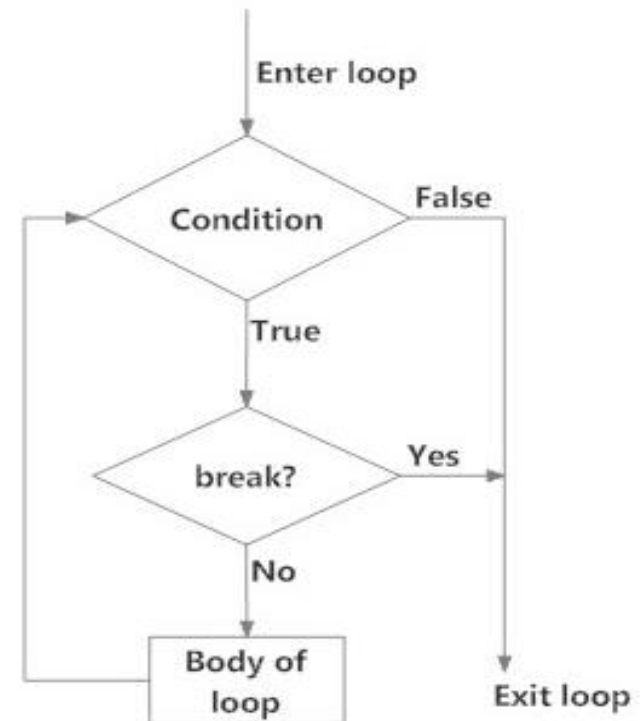 Enter loop
False
Condition
True
Yes
break?
No
Body of
loop
Exit loop